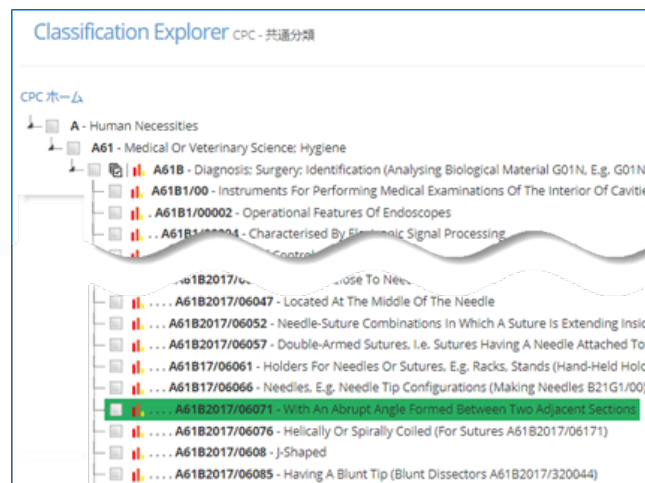 Classification Explorer CPC - 共通分類
CPC ホーム
A - Human Necessities
A61 - Medical Or Veterinary Science; Hygiene
A61B - Diagnosis; Surgery; Identification (Analysing Biological Material G01N, E.g. G01N
A61B1/00 - Instruments For Performing Medical Examinations Of The Interior Of Cavitie
. A61B1/00002 - Operational Features Of Endoscopes
. . A61B1/00004 - Characterised By Electronic Signal Processing
Control
Close To Nee
. . . . A61B2017/06047 - Located At The Middle Of The Needle
. . . . A61B2017/06052 - Needle-Suture Combinations In Which A Suture Is Extending Insid
. . . . A61B2017/06057 - Double-Armed Sutures, I.e. Sutures Having A Needle Attached To
. . . . A61B17/06061 - Holders For Needles Or Sutures, E.g. Racks, Stands (Hand-Held Hold
. . . . A61B17/06066 - Needles, E.g. Needle Tip Configurations (Making Needles B21G1/00)
. . . . A61B2017/06071 - With An Abrupt Angle Formed Between Two Adjacent Sections
. . . . A61B2017/06076 - Helically Or Spirally Coiled (For Sutures A61B2017/06171)
. . . . A61B2017/0608 - J-Shaped
. . . . A61B2017/06085 - Having A Blunt Tip (Blunt Dissectors A61B2017/320044)